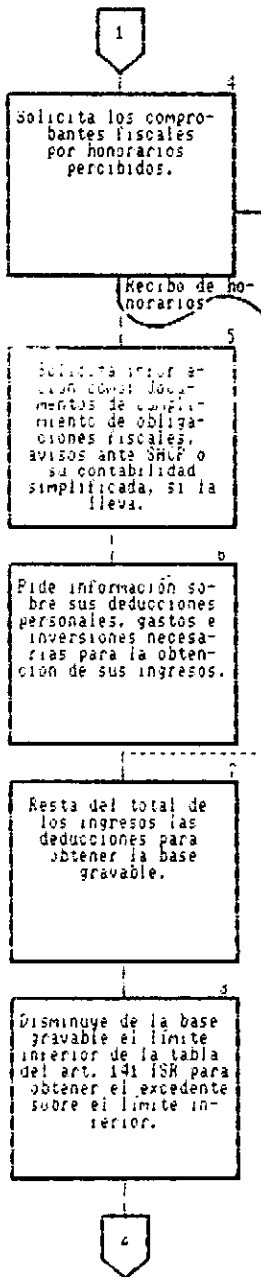 1
4
Solicita los compro-
bantes fiscales
por honorarios
percibidos.
Recibo de ho-
norarios
5
Solicita
de cumpli-
miento de obliga-
ciones fiscales,
avisos ante SHCP o
su contabilidad
simplificada, si la
lleva.
6
Pide información so-
bre sus deducciones
personales, gastos e
inversiones necesa-
rias para la obten-
ción de sus ingresos.
Resta del total de
los ingresos las
deducciones para
obtener la base
gravable.
Disminuye de la base
gravable el límite
inferior de la tabla
del art. 141 ISR para
obtener el excedente
sobre el límite in-
ferior.